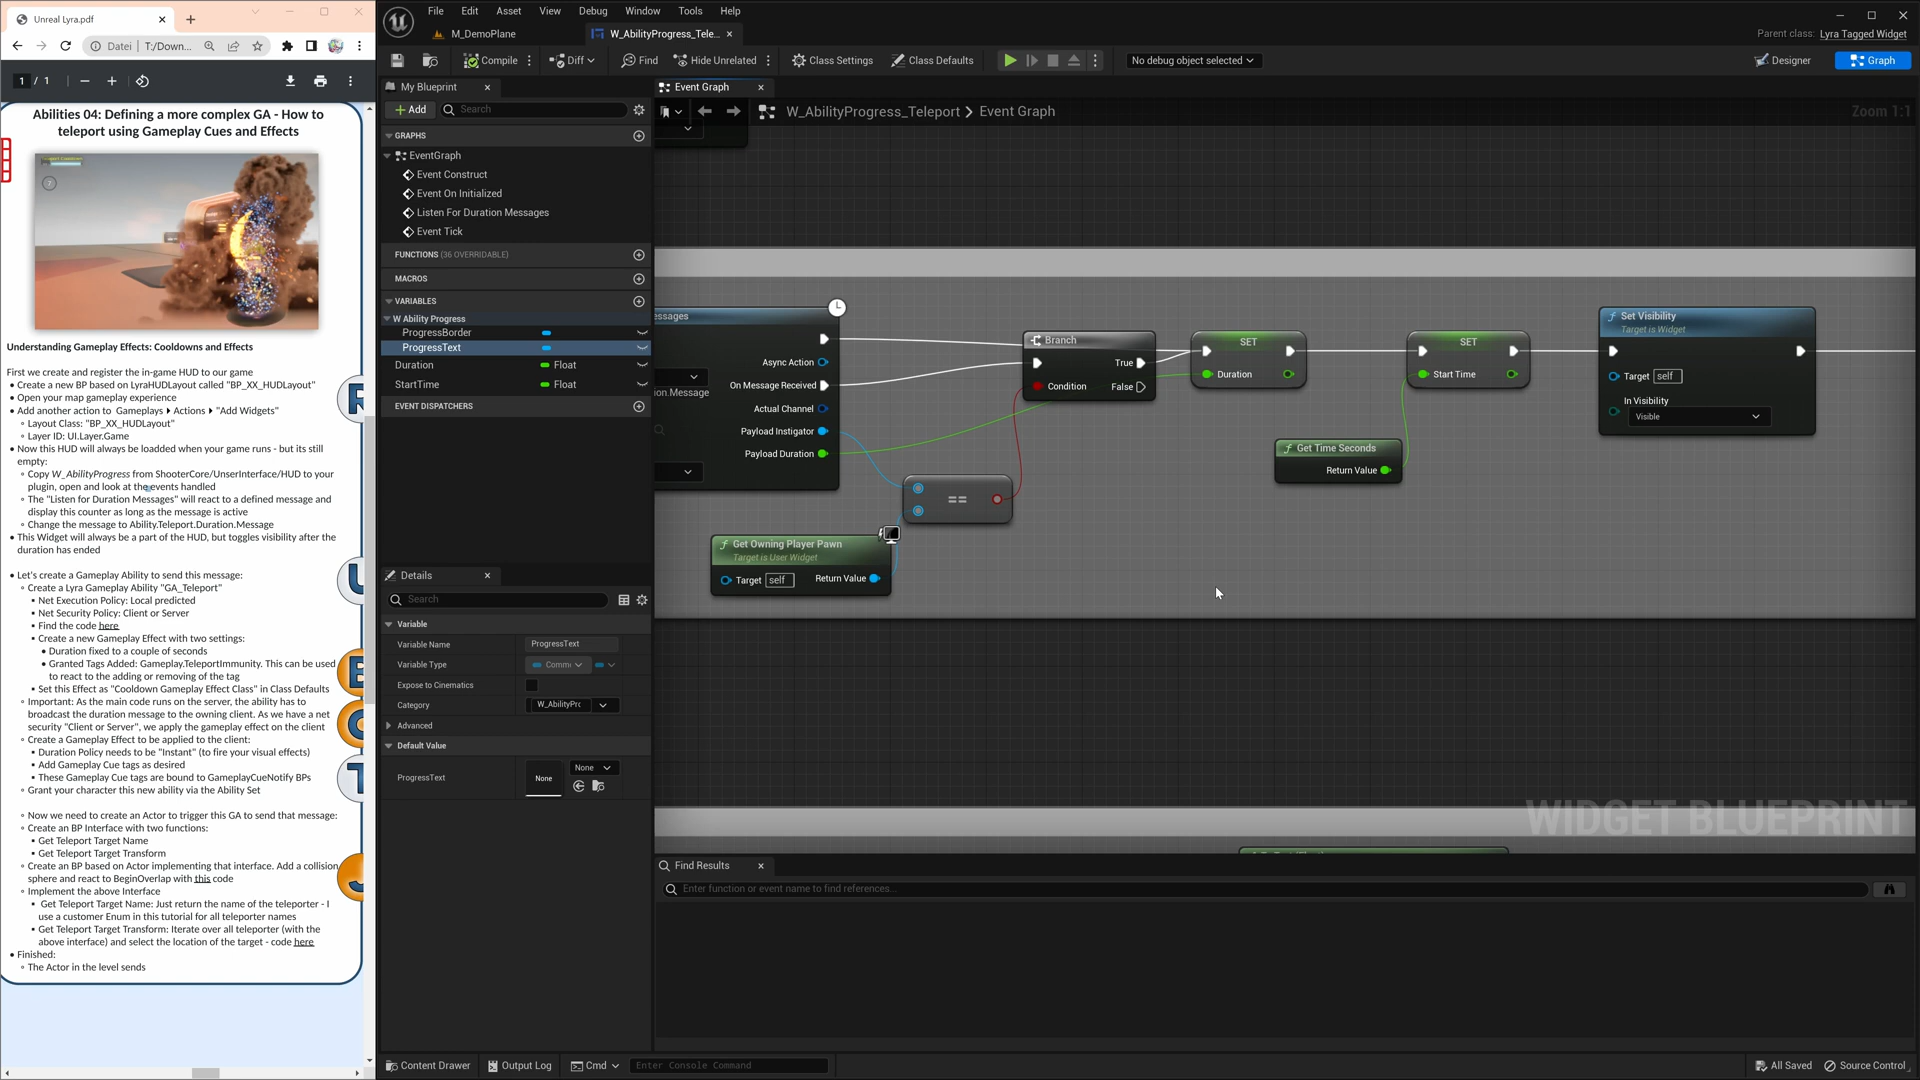 Unreal Lyra.pdf
Datei
T:/Down...
1 / 1
Abilities 04: Defining a more complex GA - How to
teleport using Gameplay Cues and Effects
Understanding Gameplay Effects: Cooldowns and Effects
First we create and register the in-game HUD to our game
• Create a new BP based on LyraHUDLayout called "BP_XX_HUDLayout"
• Open your map gameplay experience
• Add another action to Gameplays ▸ Actions ▸ "Add Widgets"
◦ Layout Class: "BP_XX_HUDLayout"
◦ Layer ID: UI.Layer.Game
• Now this HUD will always be loadded when your game runs - but its still
empty:
◦ Copy W_AbilityProgress from ShooterCore/UnserInterface/HUD to your
plugin, open and look at the events handled
◦ The "Listen for Duration Messages" will react to a defined message and
display this counter as long as the message is active
◦ Change the message to Ability.Teleport.Duration.Message
• This Widget will always be a part of the HUD, but toggles visibility after the
duration has ended
• Let's create a Gameplay Ability to send this message:
◦ Create a Lyra Gameplay Ability "GA_Teleport"
▪ Net Execution Policy: Local predicted
▪ Net Security Policy: Client or Server
▪ Find the code here
▪ Create a new Gameplay Effect with two settings:
• Duration fixed to a couple of seconds
• Granted Tags Added: Gameplay.TeleportImmunity. This can be used
to react to the adding or removing of the tag
▪ Set this Effect as "Cooldown Gameplay Effect Class" in Class Defaults
◦ Important: As the main code runs on the server, the ability has to
broadcast the duration message to the owning client. As we have a net
security "Client or Server", we apply the gameplay effect on the client
◦ Create a Gameplay Effect to be applied to the client:
▪ Duration Policy needs to be "Instant" (to fire your visual effects)
▪ Add Gameplay Cue tags as desired
▪ These Gameplay Cue tags are bound to GameplayCueNotify BPs
◦ Grant your character this new ability via the Ability Set
◦ Now we need to create an Actor to trigger this GA to send that message:
◦ Create an BP Interface with two functions:
▪ Get Teleport Target Name
▪ Get Teleport Target Transform
◦ Create an BP based on Actor implementing that interface. Add a collision
sphere and react to BeginOverlap with this code
◦ Implement the above Interface
▪ Get Teleport Target Name: Just return the name of the teleporter - I
use a customer Enum in this tutorial for all teleporter names
▪ Get Teleport Target Transform: Iterate over all teleporter (with the
above interface) and select the location of the target - code here
• Finished:
◦ The Actor in the level sends
R
U
B
C
T
J
File Edit Asset View Debug Window Tools Help
M_DemoPlane
W_AbilityProgress_Tele...
Parent class: Lyra Tagged Widget
Compile
Diff
Find
Hide Unrelated
Class Settings
Class Defaults
No debug object selected
Designer
Graph
My Blueprint
+ Add
Search
GRAPHS
EventGraph
Event Construct
Event On Initialized
Listen For Duration Messages
Event Tick
FUNCTIONS (36 OVERRIDABLE)
MACROS
VARIABLES
W Ability Progress
ProgressBorder
ProgressText
Duration Float
StartTime Float
EVENT DISPATCHERS
Details
Search
Variable
Variable Name ProgressText
Variable Type Comm
Expose to Cinematics
Category W_AbilityPrc
Advanced
Default Value
ProgressText None None
Event Graph
W_AbilityProgress_Teleport > Event Graph
Zoom 1:1
essages
Async Action
On Message Received
on.Message
Actual Channel
Payload Instigator
Payload Duration
==
Get Owning Player Pawn
Target is User Widget
Target self Return Value
Branch
True
Condition False
SET
Duration
Get Time Seconds
Return Value
SET
Start Time
Set Visibility
Target is Widget
Target self
In Visibility
Visible
WIDGET BLUEPRINT
Find Results
Enter function or event name to find references...
Content Drawer
Output Log
Cmd
Enter Console Command
All Saved
Source Control